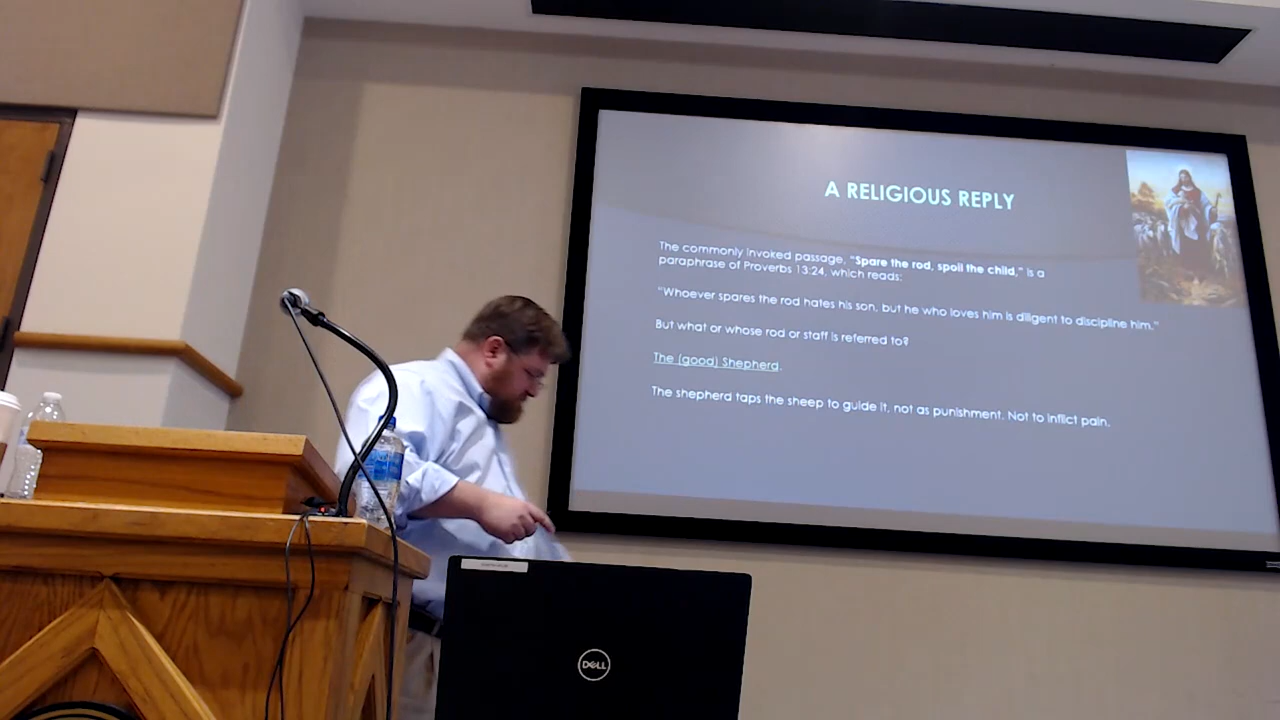 A RELIGIOUS REPLY
The commonly invoked passage, "Spare the rod, spoil the child," is a
paraphrase of Proverbs 13:24, which reads:
"Whoever spares the rod hates his son, but he who loves him is diligent to discipline him."
But what or whose rod or staff is referred to?
The (good) Shepherd.
The shepherd taps the sheep to guide it, not as punishment. Not to inflict pain.
DELL